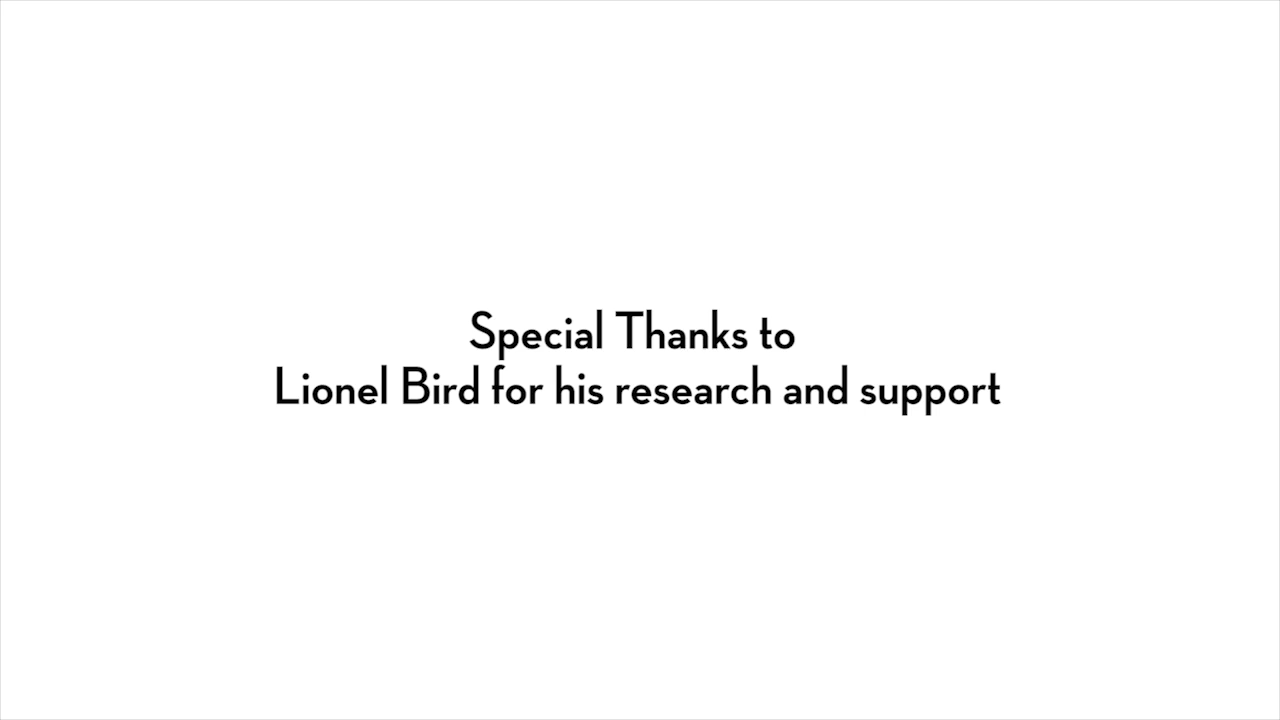 Special Thanks to
Lionel Bird for his research and support